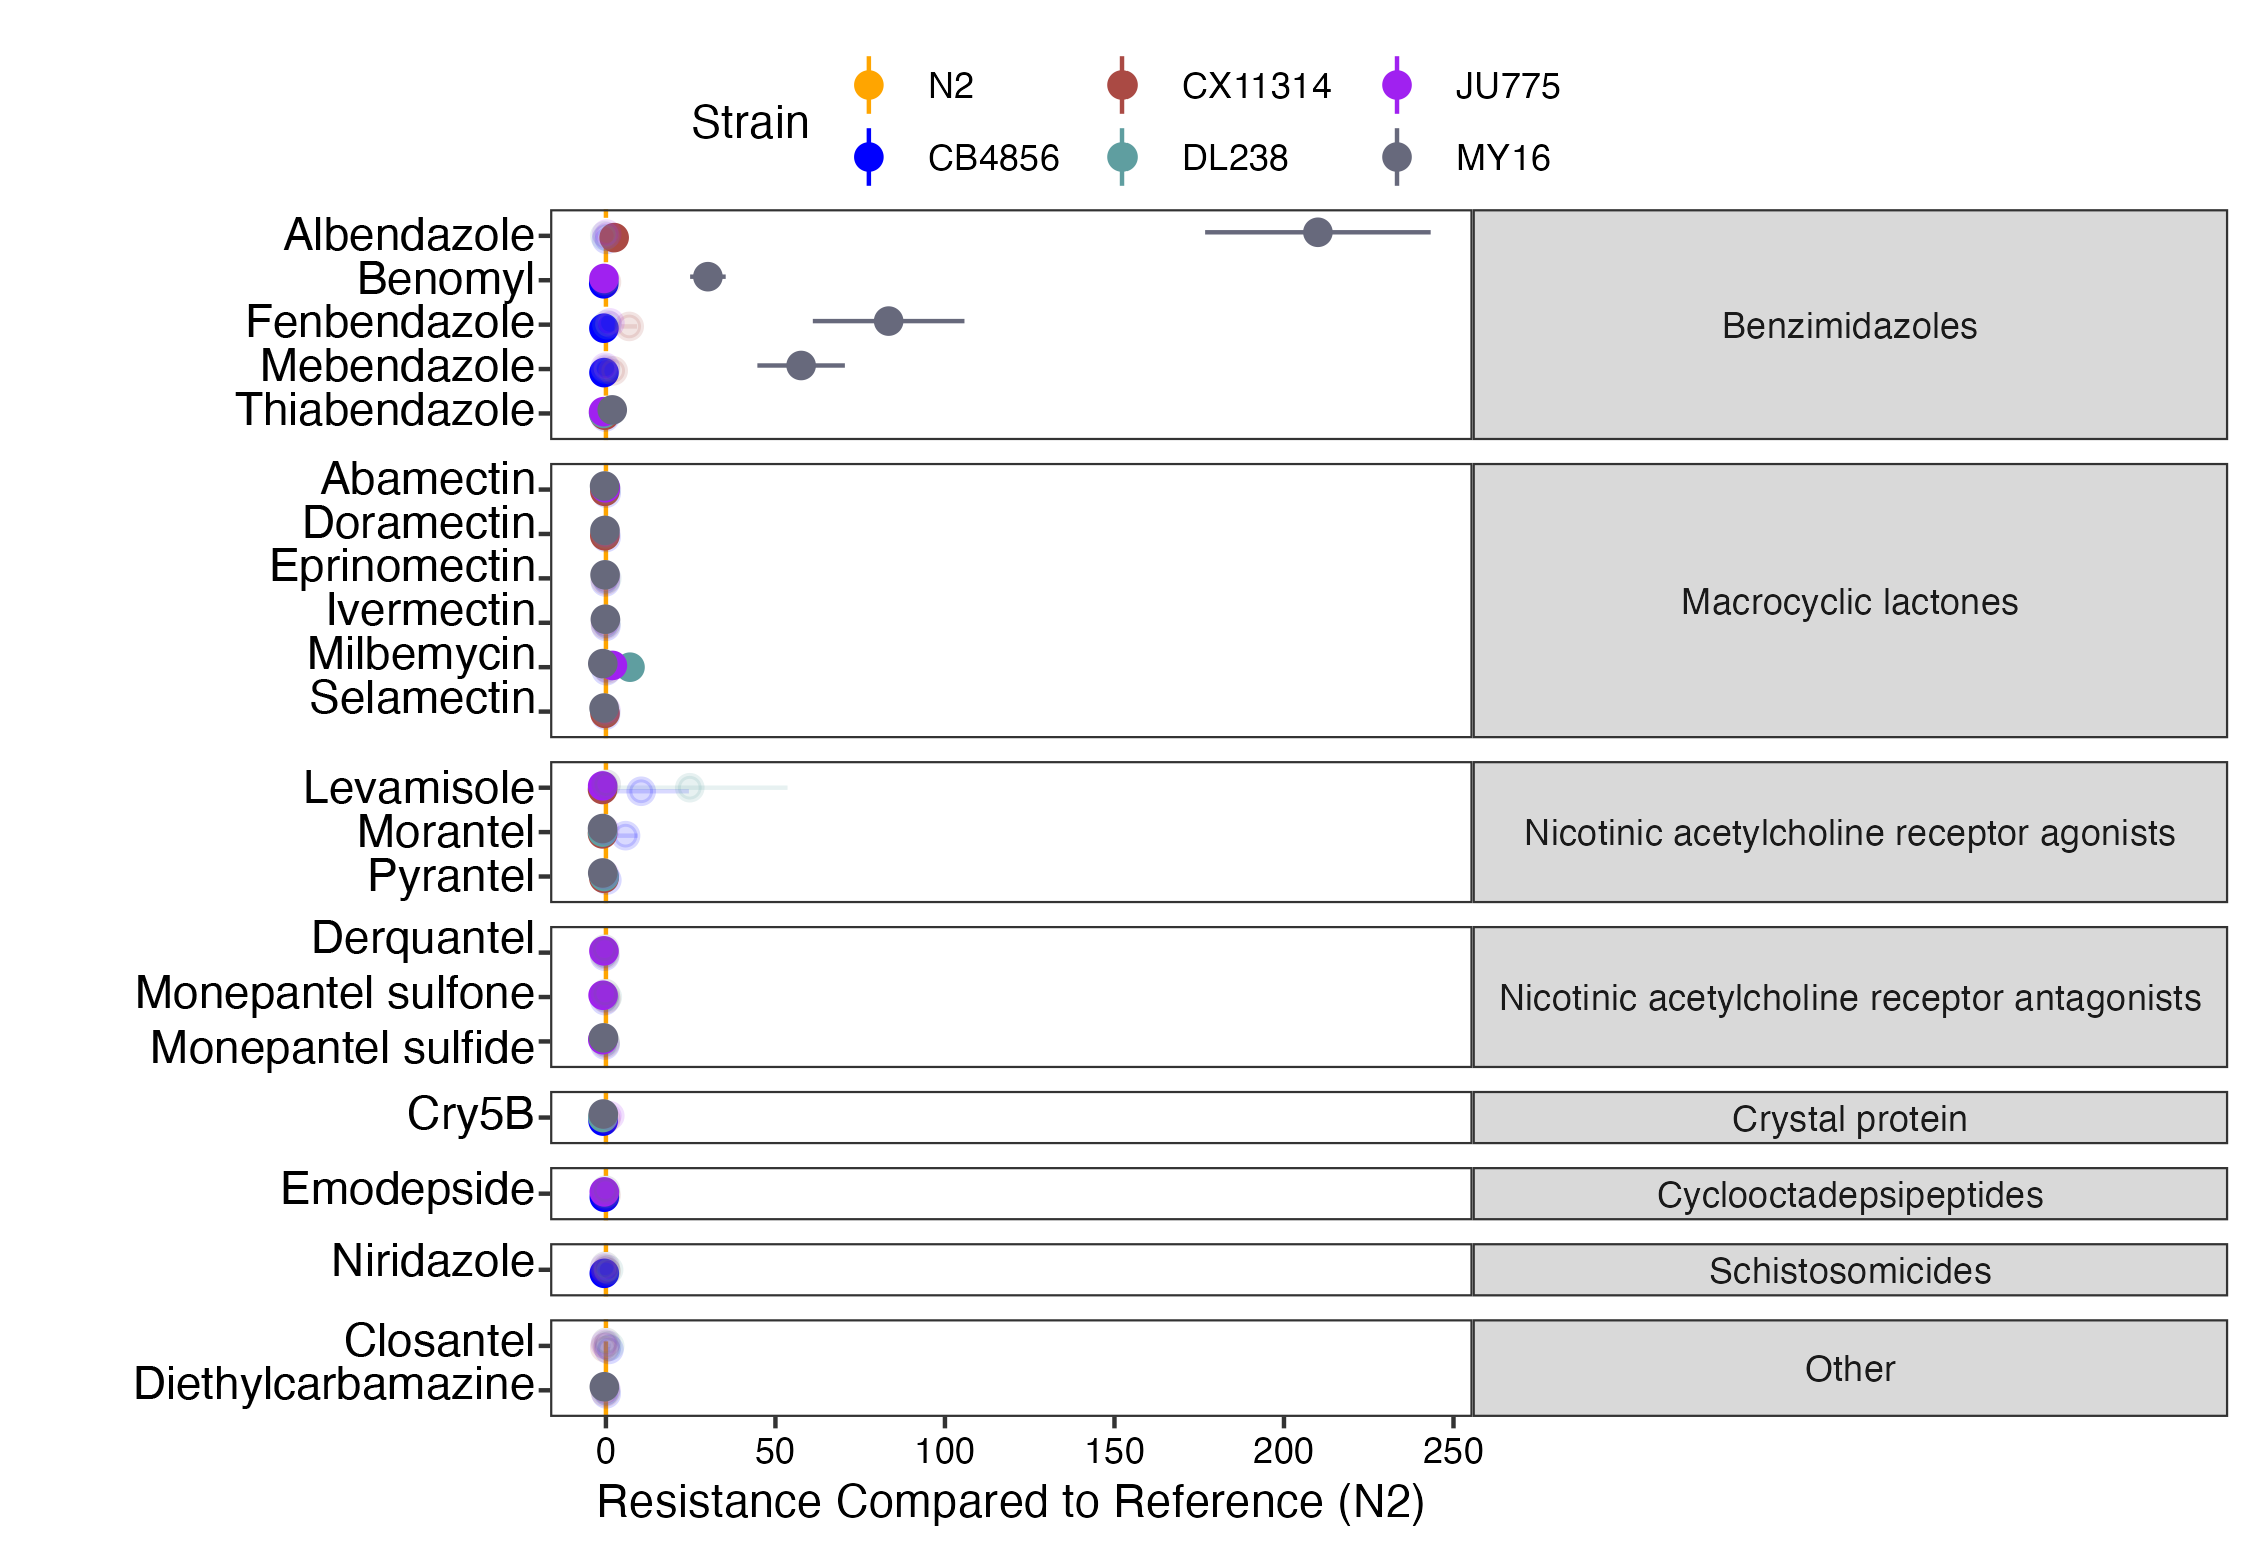 Strain
N2
CX11314
JU775
CB4856
DL238
MY16
Albendazole
Benomyl
Fenbendazole
Mebendazole
Thiabendazole
Benzimidazoles
Abamectin
Doramectin
Eprinomectin
Ivermectin
Milbemycin
Selamectin
Macrocyclic lactones
Levamisole
Morantel
Pyrantel
Nicotinic acetylcholine receptor agonists
Derquantel
Monepantel sulfone
Monepantel sulfide
Nicotinic acetylcholine receptor antagonists
Cry5B
Crystal protein
Emodepside
Cyclooctadepsipeptides
Niridazole
Schistosomicides
Closantel
Diethylcarbamazine
Other
0 50 100 150 200 250
Resistance Compared to Reference (N2)